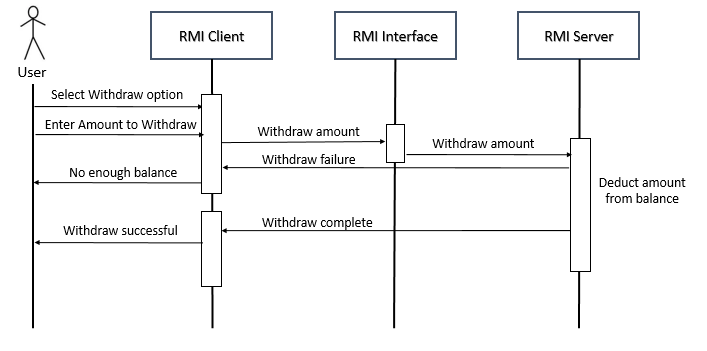 RMI Client
RMI Interface
RMI Server
User
Select Withdraw option
Enter Amount to Withdraw
Withdraw amount
Withdraw amount
Withdraw failure
No enough balance
Deduct amount
from balance
Withdraw complete
Withdraw successful